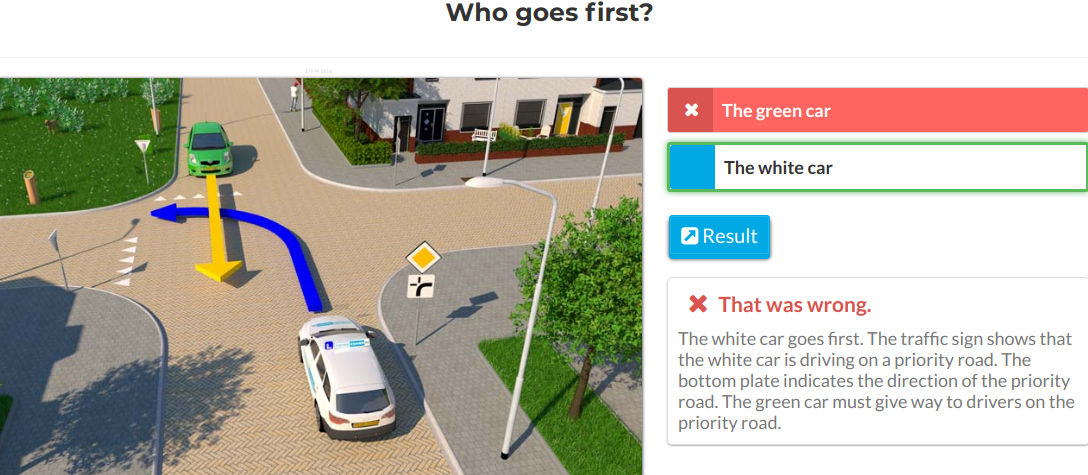 Who goes first?
The green car
The white car
Result
That was wrong.
The white car goes first. The traffic sign shows that
the white car is driving on a priority road. The
bottom plate indicates the direction of the priority
road. The green car must give way to drivers on the
priority road.
L